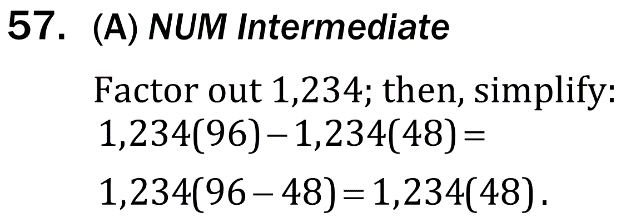 57. (A) NUM Intermediate
Factor out 1,234; then, simplify:
1,234(96)−1,234(48)=
1,234(96−48)=1,234(48).